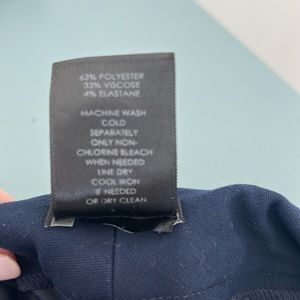 63% POLYESTER
33% VISCOSE
4% ELASTANE
MACHINE WASH
COLD
SEPARATELY
ONLY NON-
CHLORINE BLEACH
WHEN NEEDED
LINE DRY
COOL IRON
IF NEEDED
OR DRY CLEAN